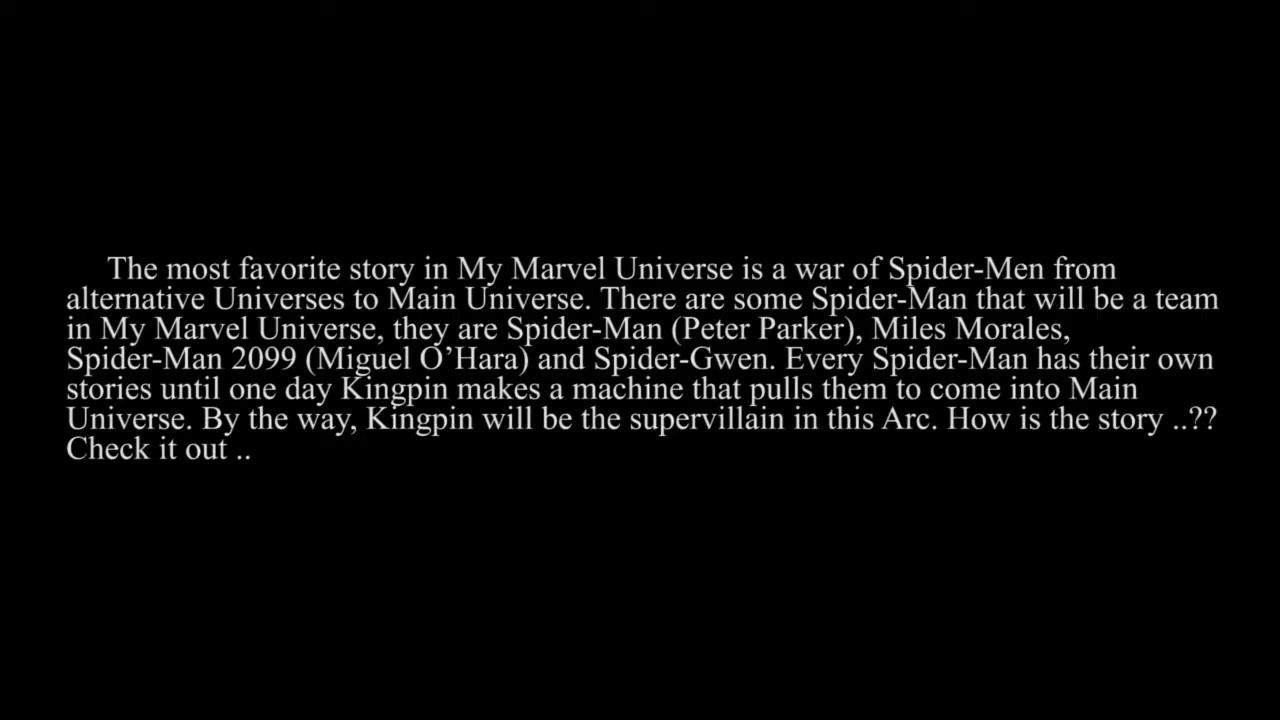 The most favorite story in My Marvel Universe is a war of Spider-Men from
alternative Universes to Main Universe. There are some Spider-Man that will be a team
in My Marvel Universe, they are Spider-Man (Peter Parker), Miles Morales,
Spider-Man 2099 (Miguel O’Hara) and Spider-Gwen. Every Spider-Man has their own
stories until one day Kingpin makes a machine that pulls them to come into Main
Universe. By the way, Kingpin will be the supervillain in this Arc. How is the story ..??
Check it out ..